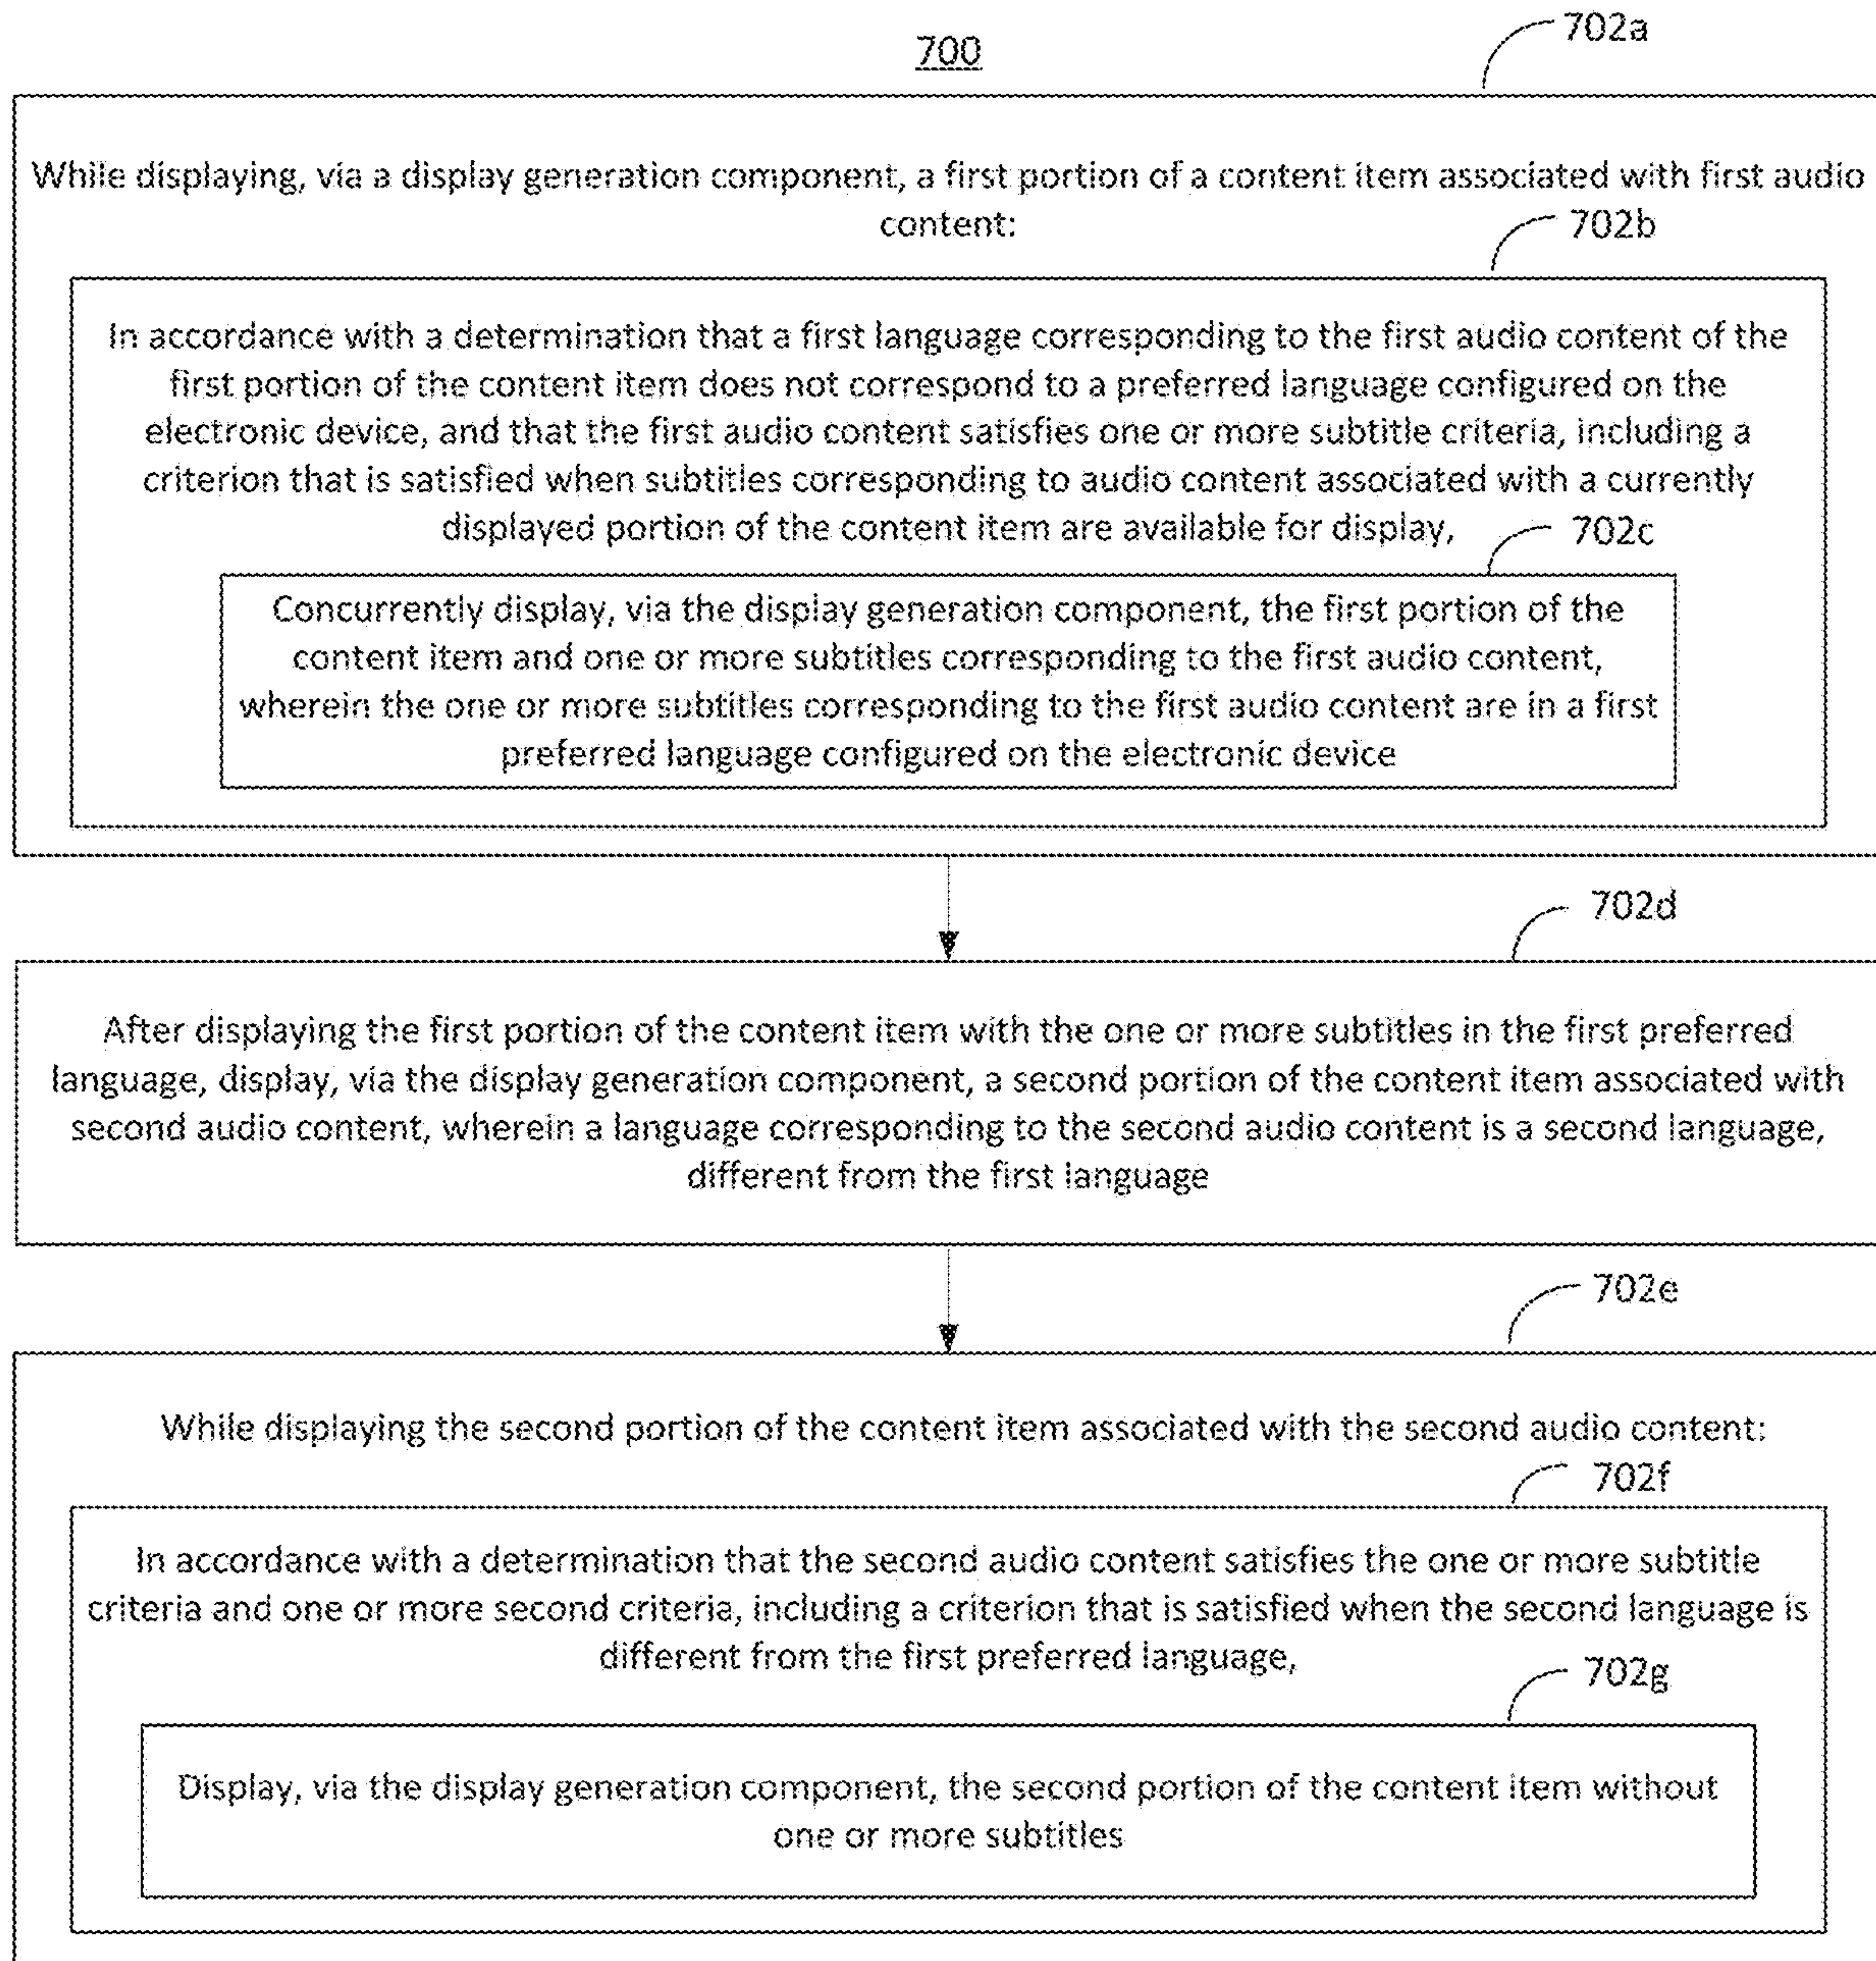 702a
700
While displaying, via a display generation component, a first portion of a content item associated with first audio
content:
702b
In accordance with a determination that a first language corresponding to the first audio content of the
first portion of the content item does not correspond to a preferred language configured on the
electronic device, and that the first audio content satisfies one or more subtitle criteria, including a
criterion that is satisfied when subtitles corresponding to audio content associated with a currently
displayed portion of the content item are available for display,
702c
Concurrently display, via the display generation component, the first portion of the
content item and one or more subtitles corresponding to the first audio content,
wherein the one or more subtitles corresponding to the first audio content are in a first
preferred language configured on the electronic device
702d
After displaying the first portion of the content item with the one or more subtitles in the first preferred
language, display, via the display generation component, a second portion of the content item associated with
second audio content, wherein a language corresponding to the second audio content is a second language,
different from the first language
702e
While displaying the second portion of the content item associated with the second audio content:
702f
In accordance with a determination that the second audio content satisfies the one or more subtitle
criteria and one or more second criteria, including a criterion that is satisfied when the second language is
different from the first preferred language,
702g
Display, via the display generation component, the second portion of the content item without
one or more subtitles